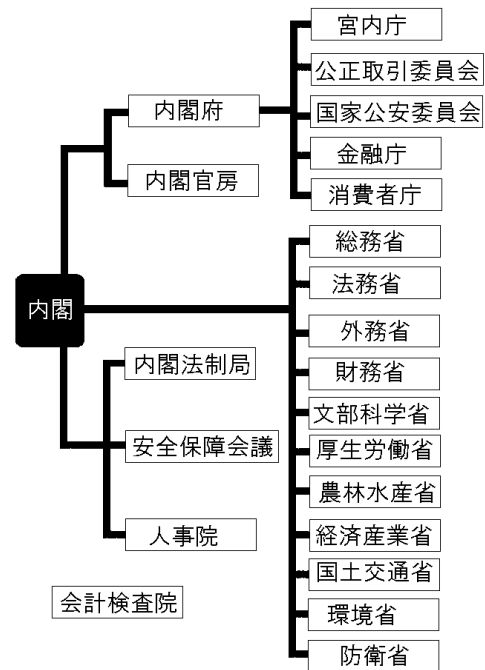 内閣
内閣府
内閣官房
宮内庁
公正取引委員会
国家公安委員会
金融庁
消費者庁
総務省
法務省
外務省
財務省
文部科学省
厚生労働省
農林水産省
経済産業省
国土交通省
環境省
防衛省
内閣法制局
安全保障会議
人事院
会計検査院